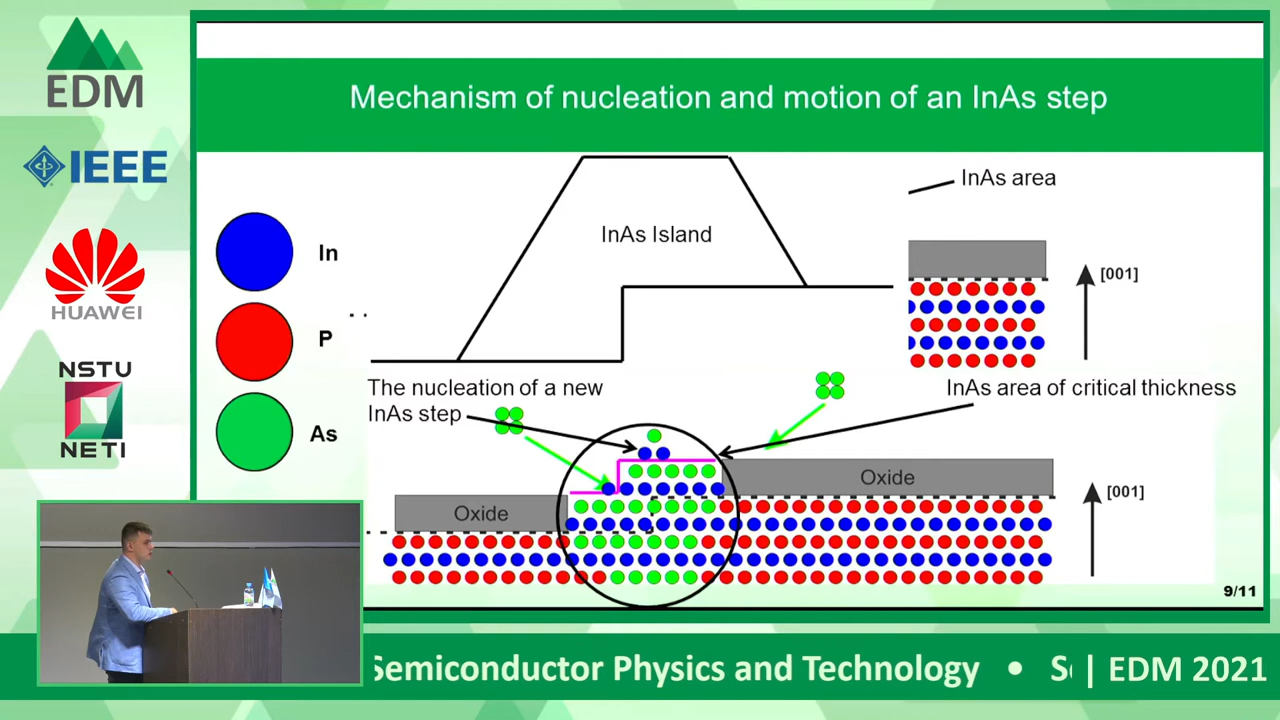 EDM
IEEE
HUAWEI
NSTU
NETI
Mechanism of nucleation and motion of an InAs step
In
P
As
InAs Island
InAs area
[001]
The nucleation of a new
InAs step
InAs area of critical thickness
Oxide
Oxide
[001]
9/11
Semiconductor Physics and Technology • | EDM 2021